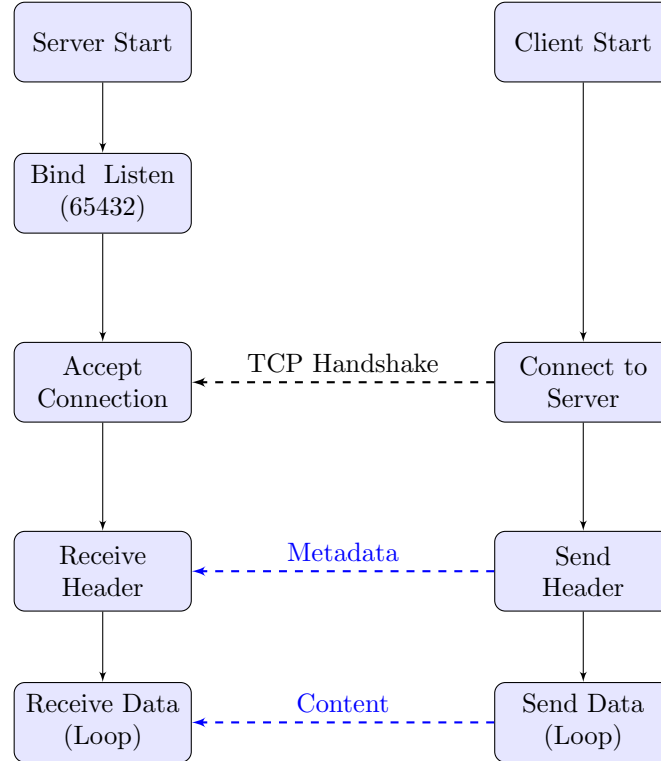 Server Start
Client Start
Bind Listen
(65432)
Accept
Connection
TCP Handshake
Connect to
Server
Receive
Header
Metadata
Send
Header
Receive Data
(Loop)
Content
Send Data
(Loop)